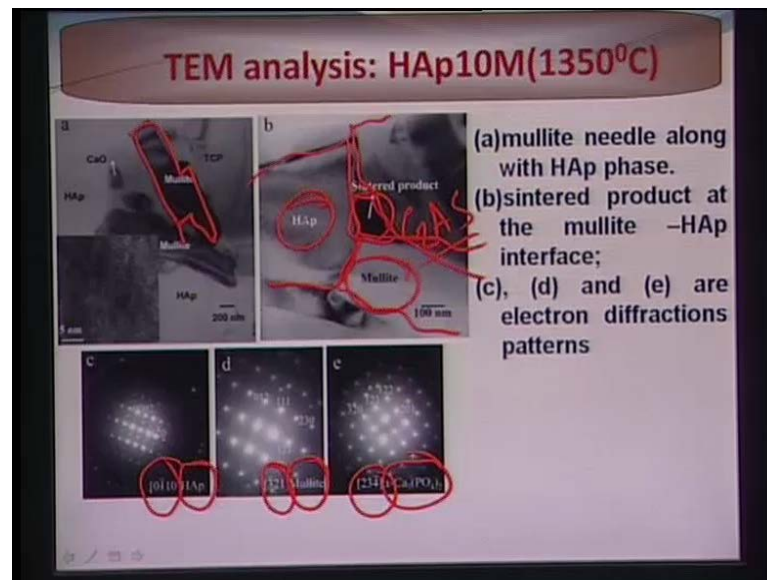 TEM analysis: HAp10M(1350⁰C)
a
CaO
TCP
Mullite
HAp
Mullite
HAp
5 nm
200 nm
b
Sintered product
HAp
Mullite
100 nm
(a)mullite needle along
with HAp phase.
(b)sintered product at
the mullite –HAp
interface;
(c), (d) and (e) are
electron diffractions
patterns
c
HAp
d
Mullite
e